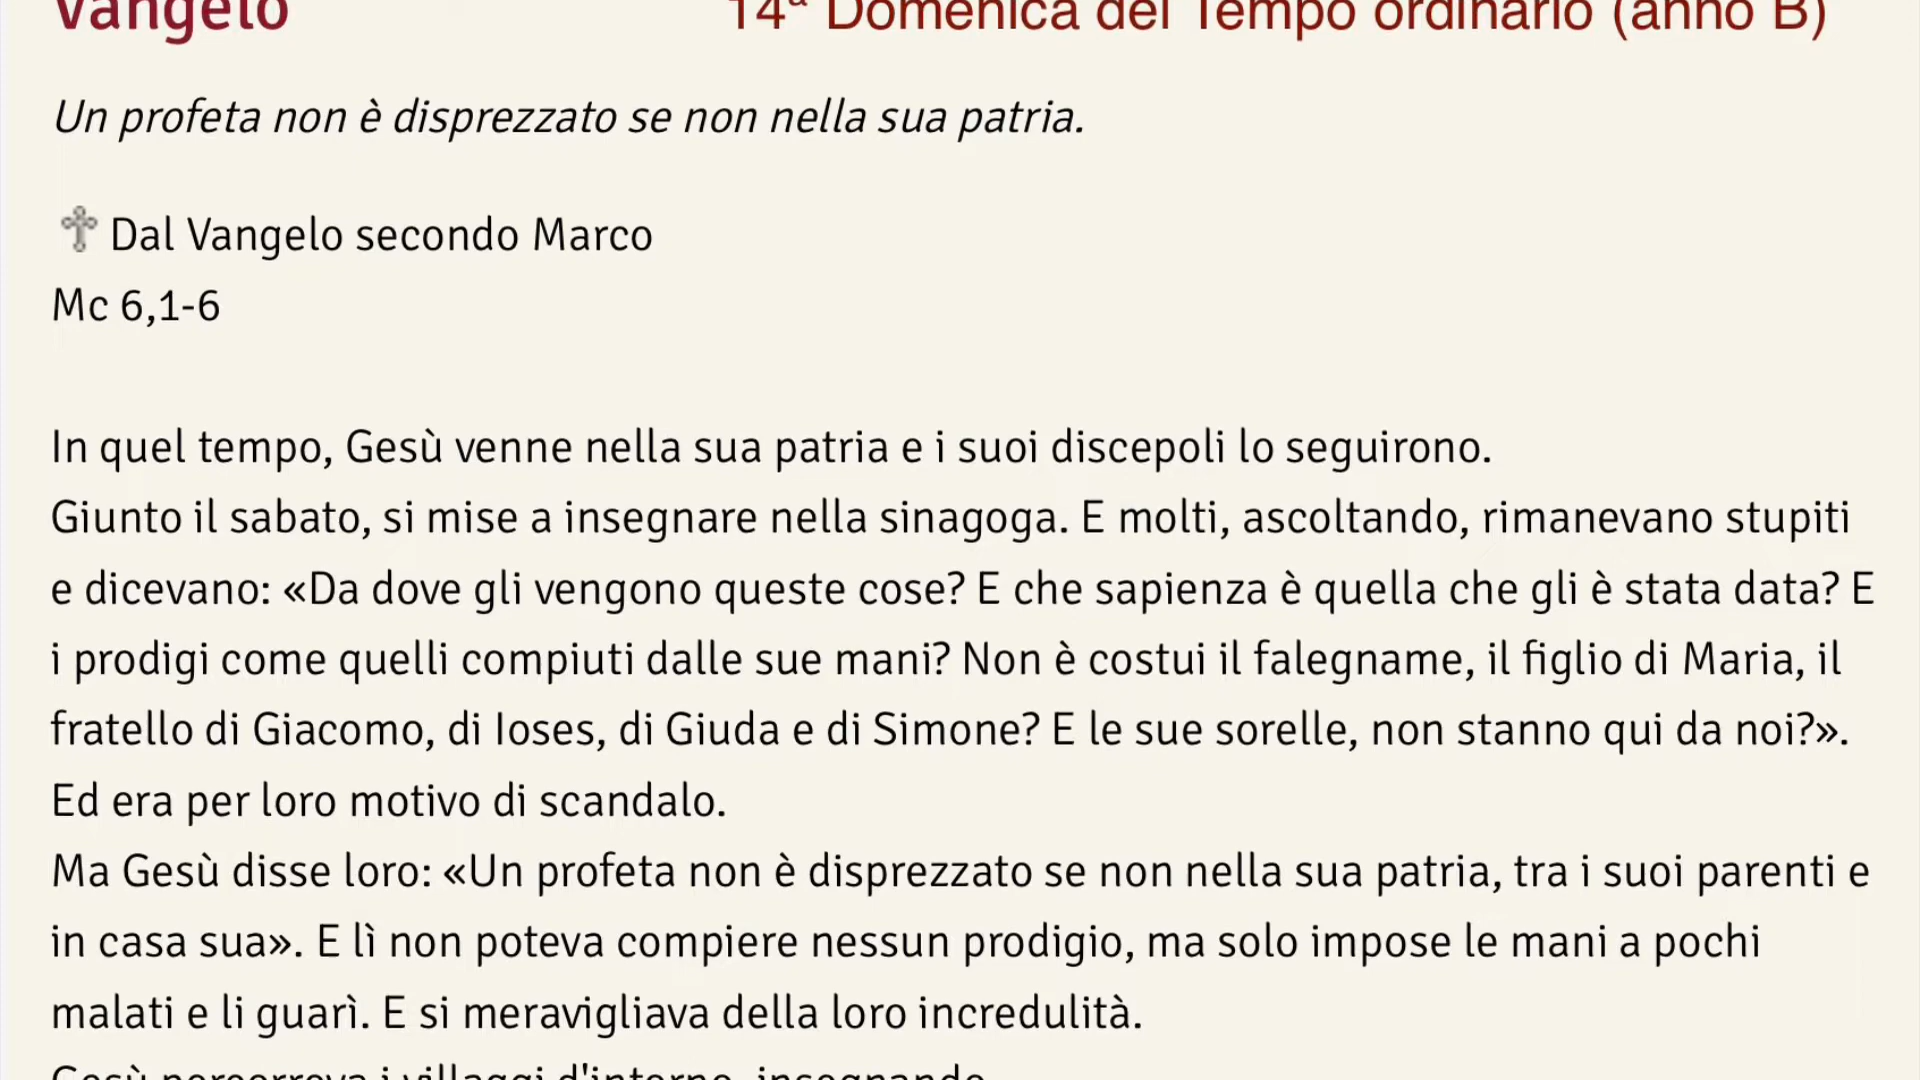 Vangelo 14ª Domenica del Tempo ordinario (anno B)
Un profeta non è disprezzato se non nella sua patria.
Dal Vangelo secondo Marco
Mc 6,1-6
In quel tempo, Gesù venne nella sua patria e i suoi discepoli lo seguirono.
Giunto il sabato, si mise a insegnare nella sinagoga. E molti, ascoltando, rimanevano stupiti
e dicevano: «Da dove gli vengono queste cose? E che sapienza è quella che gli è stata data? E
i prodigi come quelli compiuti dalle sue mani? Non è costui il falegname, il figlio di Maria, il
fratello di Giacomo, di Ioses, di Giuda e di Simone? E le sue sorelle, non stanno qui da noi?».
Ed era per loro motivo di scandalo.
Ma Gesù disse loro: «Un profeta non è disprezzato se non nella sua patria, tra i suoi parenti e
in casa sua». E lì non poteva compiere nessun prodigio, ma solo impose le mani a pochi
malati e li guarì. E si meravigliava della loro incredulità.
Gesù percorreva i villaggi d'intorno, insegnando.